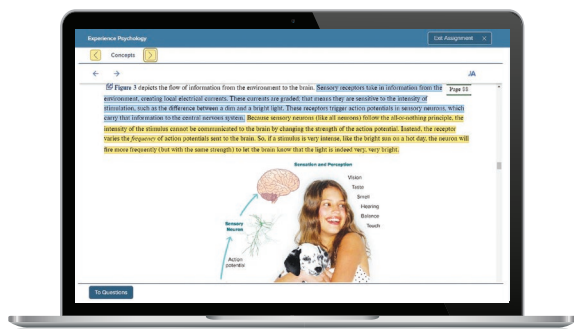 Experience Psychology
Exit Assignment X
Concepts
Figure 3 depicts the flow of information from the environment to the brain. Sensory receptors take in information from the
environment, creating local electrical currents. These currents are graded; that means they are sensitive to the intensity of
stimulation, such as the difference between a dim and a bright light. These receptors trigger action potentials in sensory neurons, which
carry that information to the central nervous system. Because sensory neurons (like all neurons) follow the all-or-nothing principle, the
intensity of the stimulus cannot be communicated to the brain by changing the strength of the action potential. Instead, the receptor
varies the frequency of action potentials sent to the brain. So, if a stimulus is very intense, like the bright sun on a hot day, the neuron will
fire more frequently (but with the same strength) to let the brain know that the light is indeed very, very bright.
Sensation and Perception
Vision
Taste
Smell
Hearing
Balance
Touch
Sensory
Neuron
Action
potential
To Questions